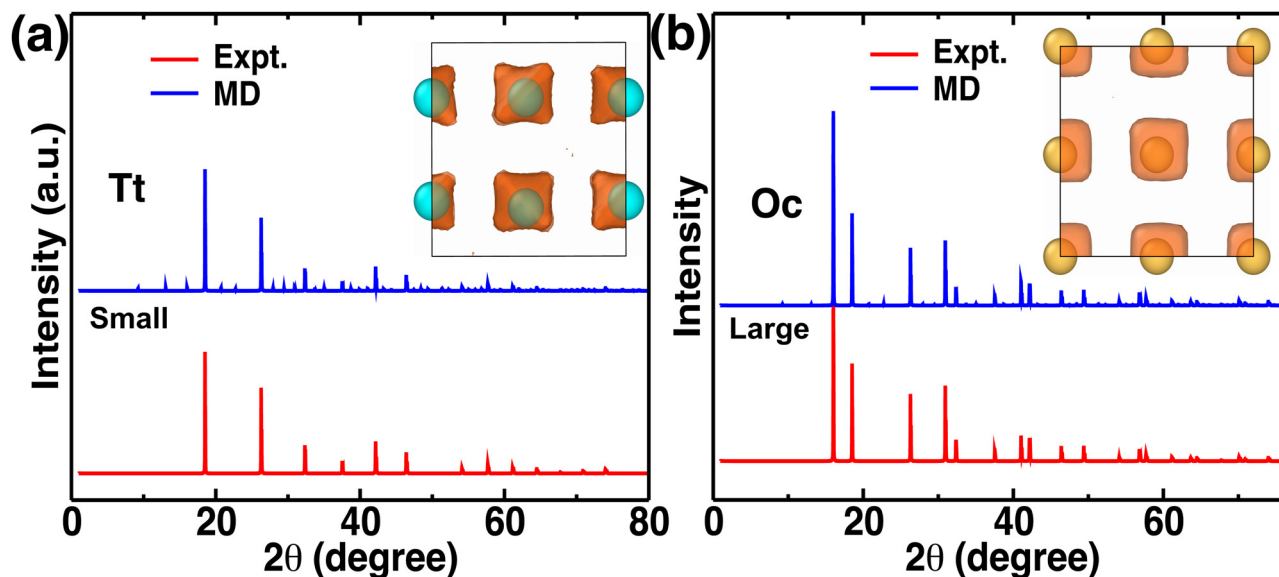 (a)
Expt.
MD
Tt
Small
Intensity (a.u.)
0 20 40 60 80
2θ (degree)
(b)
Expt.
MD
Oc
Large
Intensity
0 20 40 60
2θ (degree)